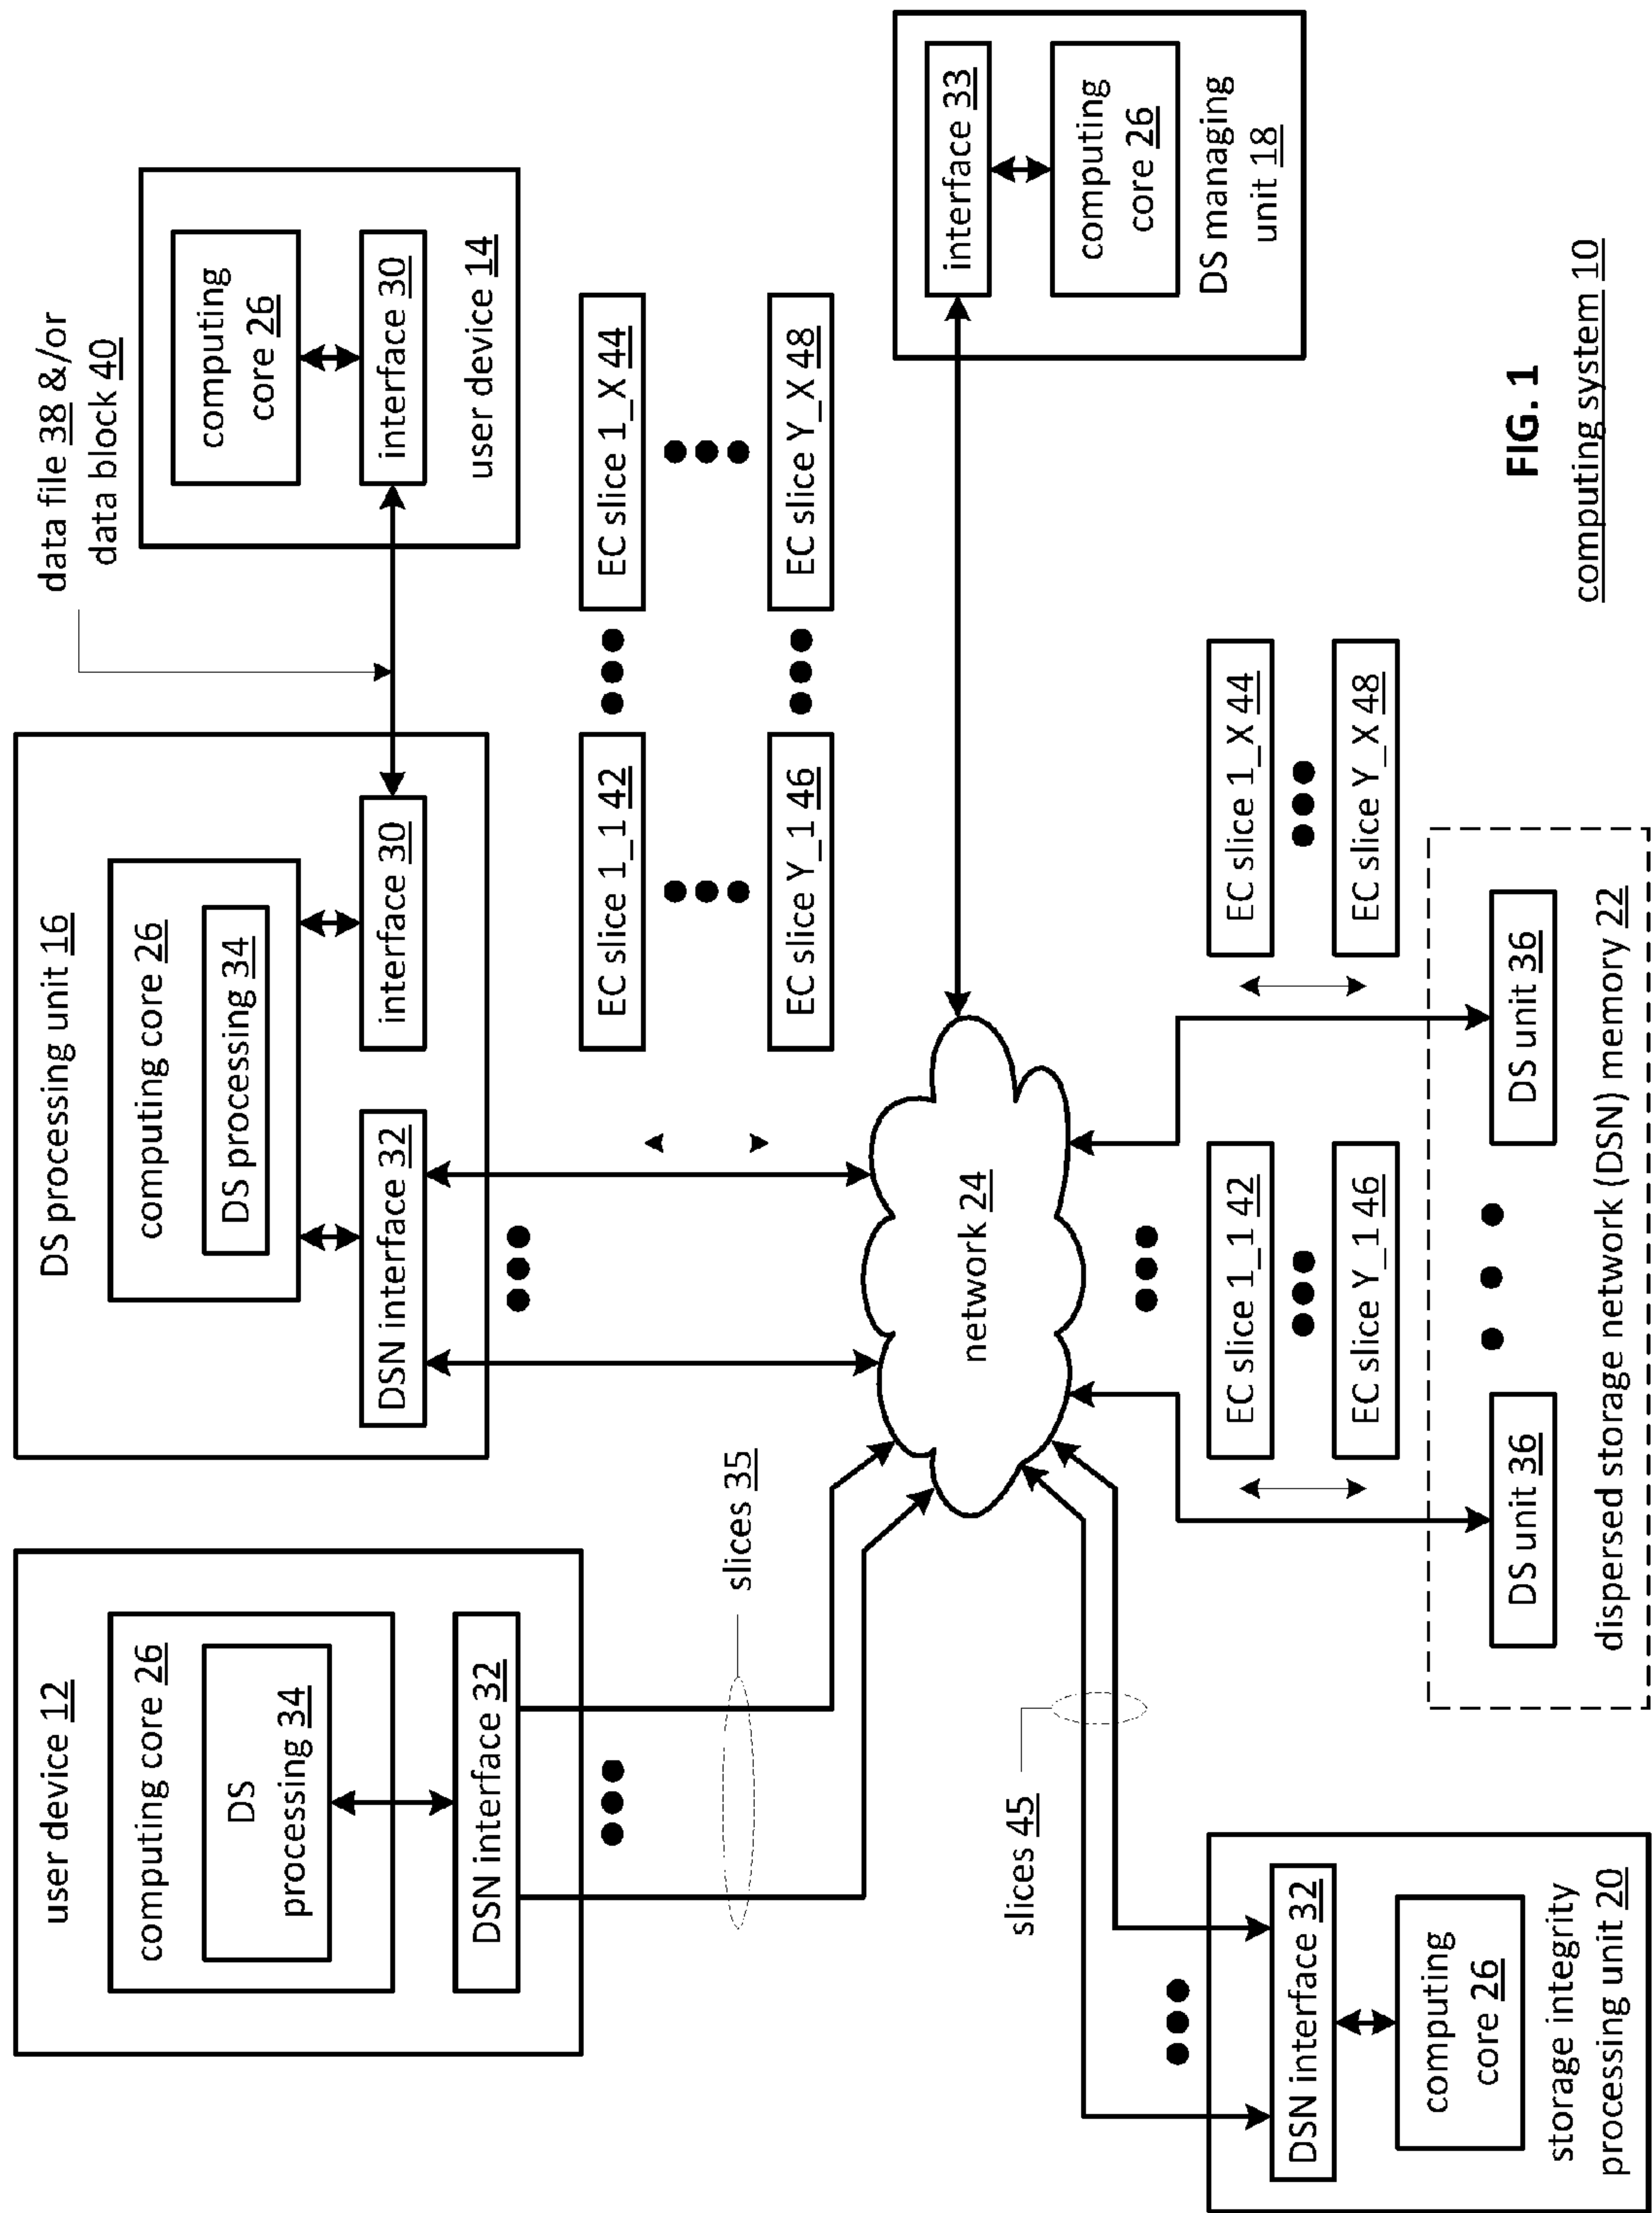 user device 12
computing core 26
DS
processing 34
DSN interface 32
slices 35
DS processing unit 16
computing core 26
DS processing 34
DSN interface 32
interface 30
data file 38 &/or
data block 40
computing
core 26
interface 30
user device 14
EC slice 1_1 42
EC slice 1_X 44
EC slice Y_1 46
EC slice Y_X 48
network 24
interface 33
computing
core 26
DS managing
unit 18
slices 45
DSN interface 32
computing
core 26
storage integrity
processing unit 20
EC slice 1_1 42
EC slice Y_1 46
EC slice 1_X 44
EC slice Y_X 48
DS unit 36
DS unit 36
dispersed storage network (DSN) memory 22
FIG. 1
computing system 10